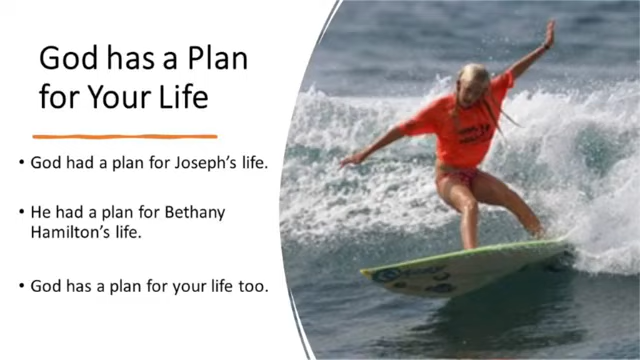 God has a Plan
for Your Life
• God had a plan for Joseph's life.
• He had a plan for Bethany
Hamilton's life.
• God has a plan for your life too.